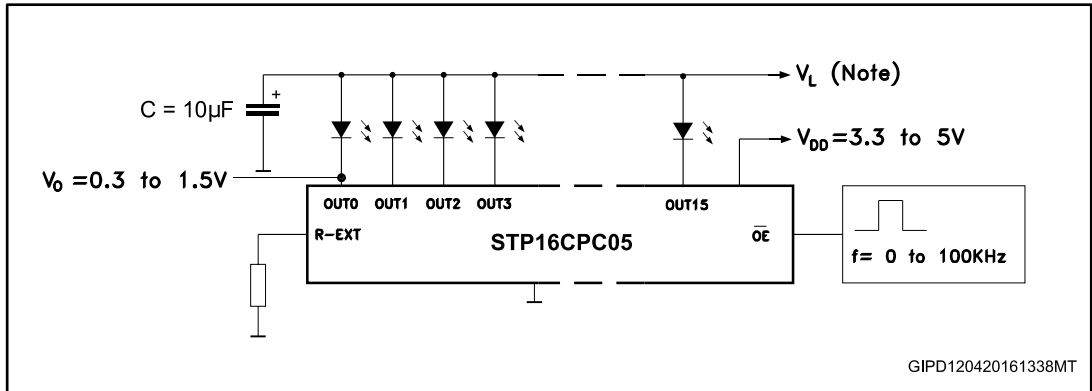 V_L (Note)
+
C = 10µF
V_DD =3.3 to 5V
V_O =0.3 to 1.5V
OUT0 OUT1 OUT2 OUT3 OUT15
R-EXT
STP16CPC05
O̅E̅
f= 0 to 100KHz
GIPD120420161338MT